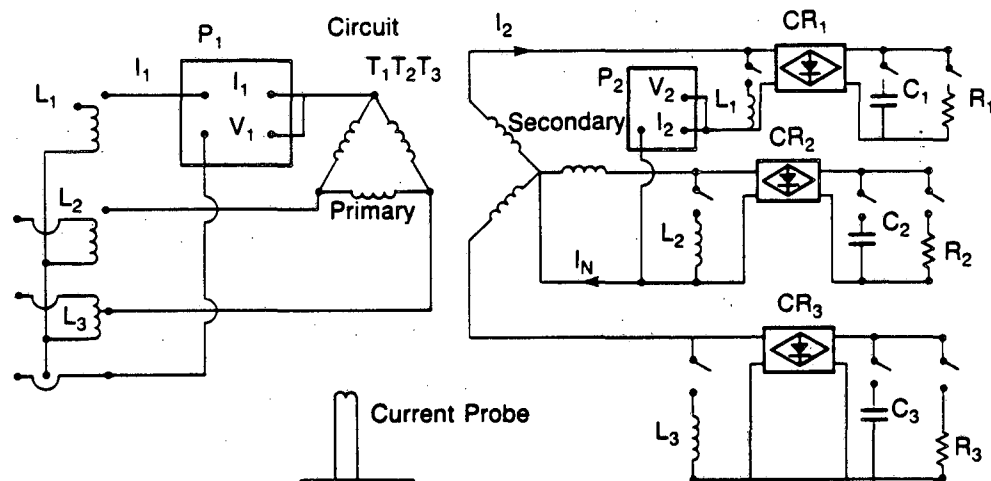 Circuit
P₁
I₁
L₁
I₁
V₁
T₁T₂T₃
L₂
Primary
L₃
Current Probe
I₂
CR₁
P₂
V₂
I₂
L₁
C₁
R₁
Secondary
CR₂
L₂
C₂
R₂
I_N
CR₃
L₃
C₃
R₃